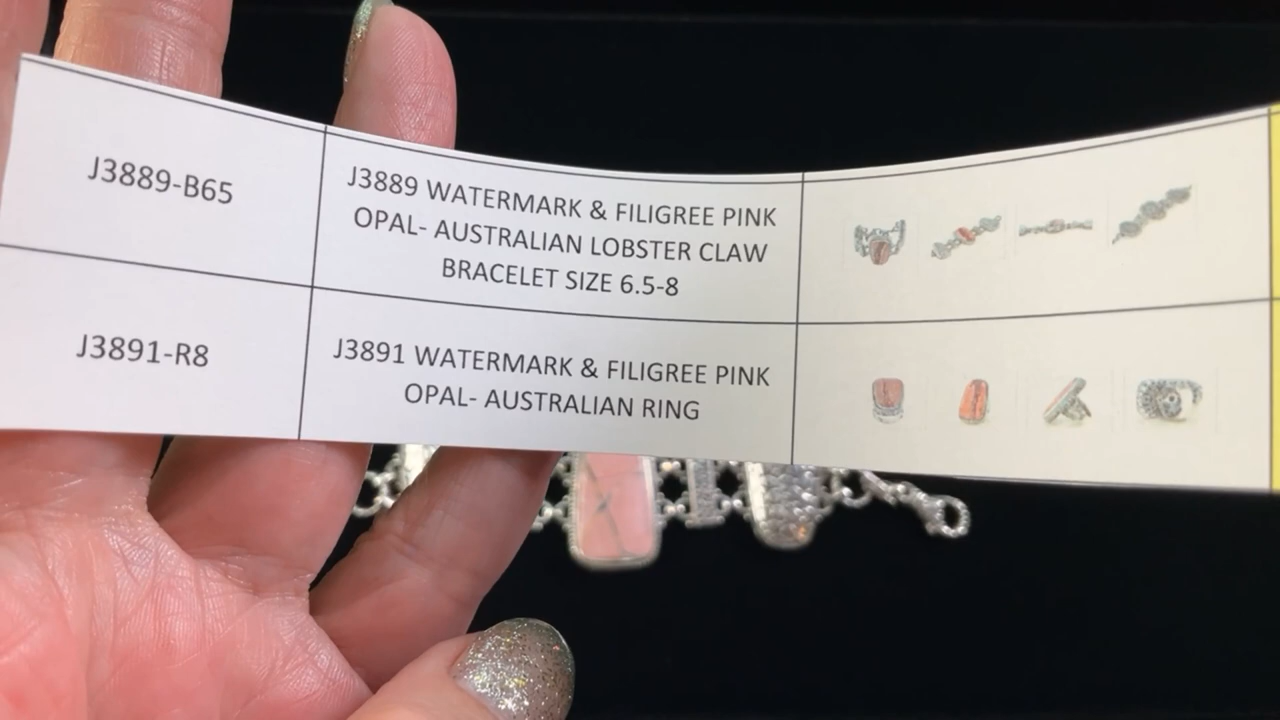 J3889-B65
J3889 WATERMARK & FILIGREE PINK
OPAL- AUSTRALIAN LOBSTER CLAW
BRACELET SIZE 6.5-8
J3891-R8
J3891 WATERMARK & FILIGREE PINK
OPAL- AUSTRALIAN RING